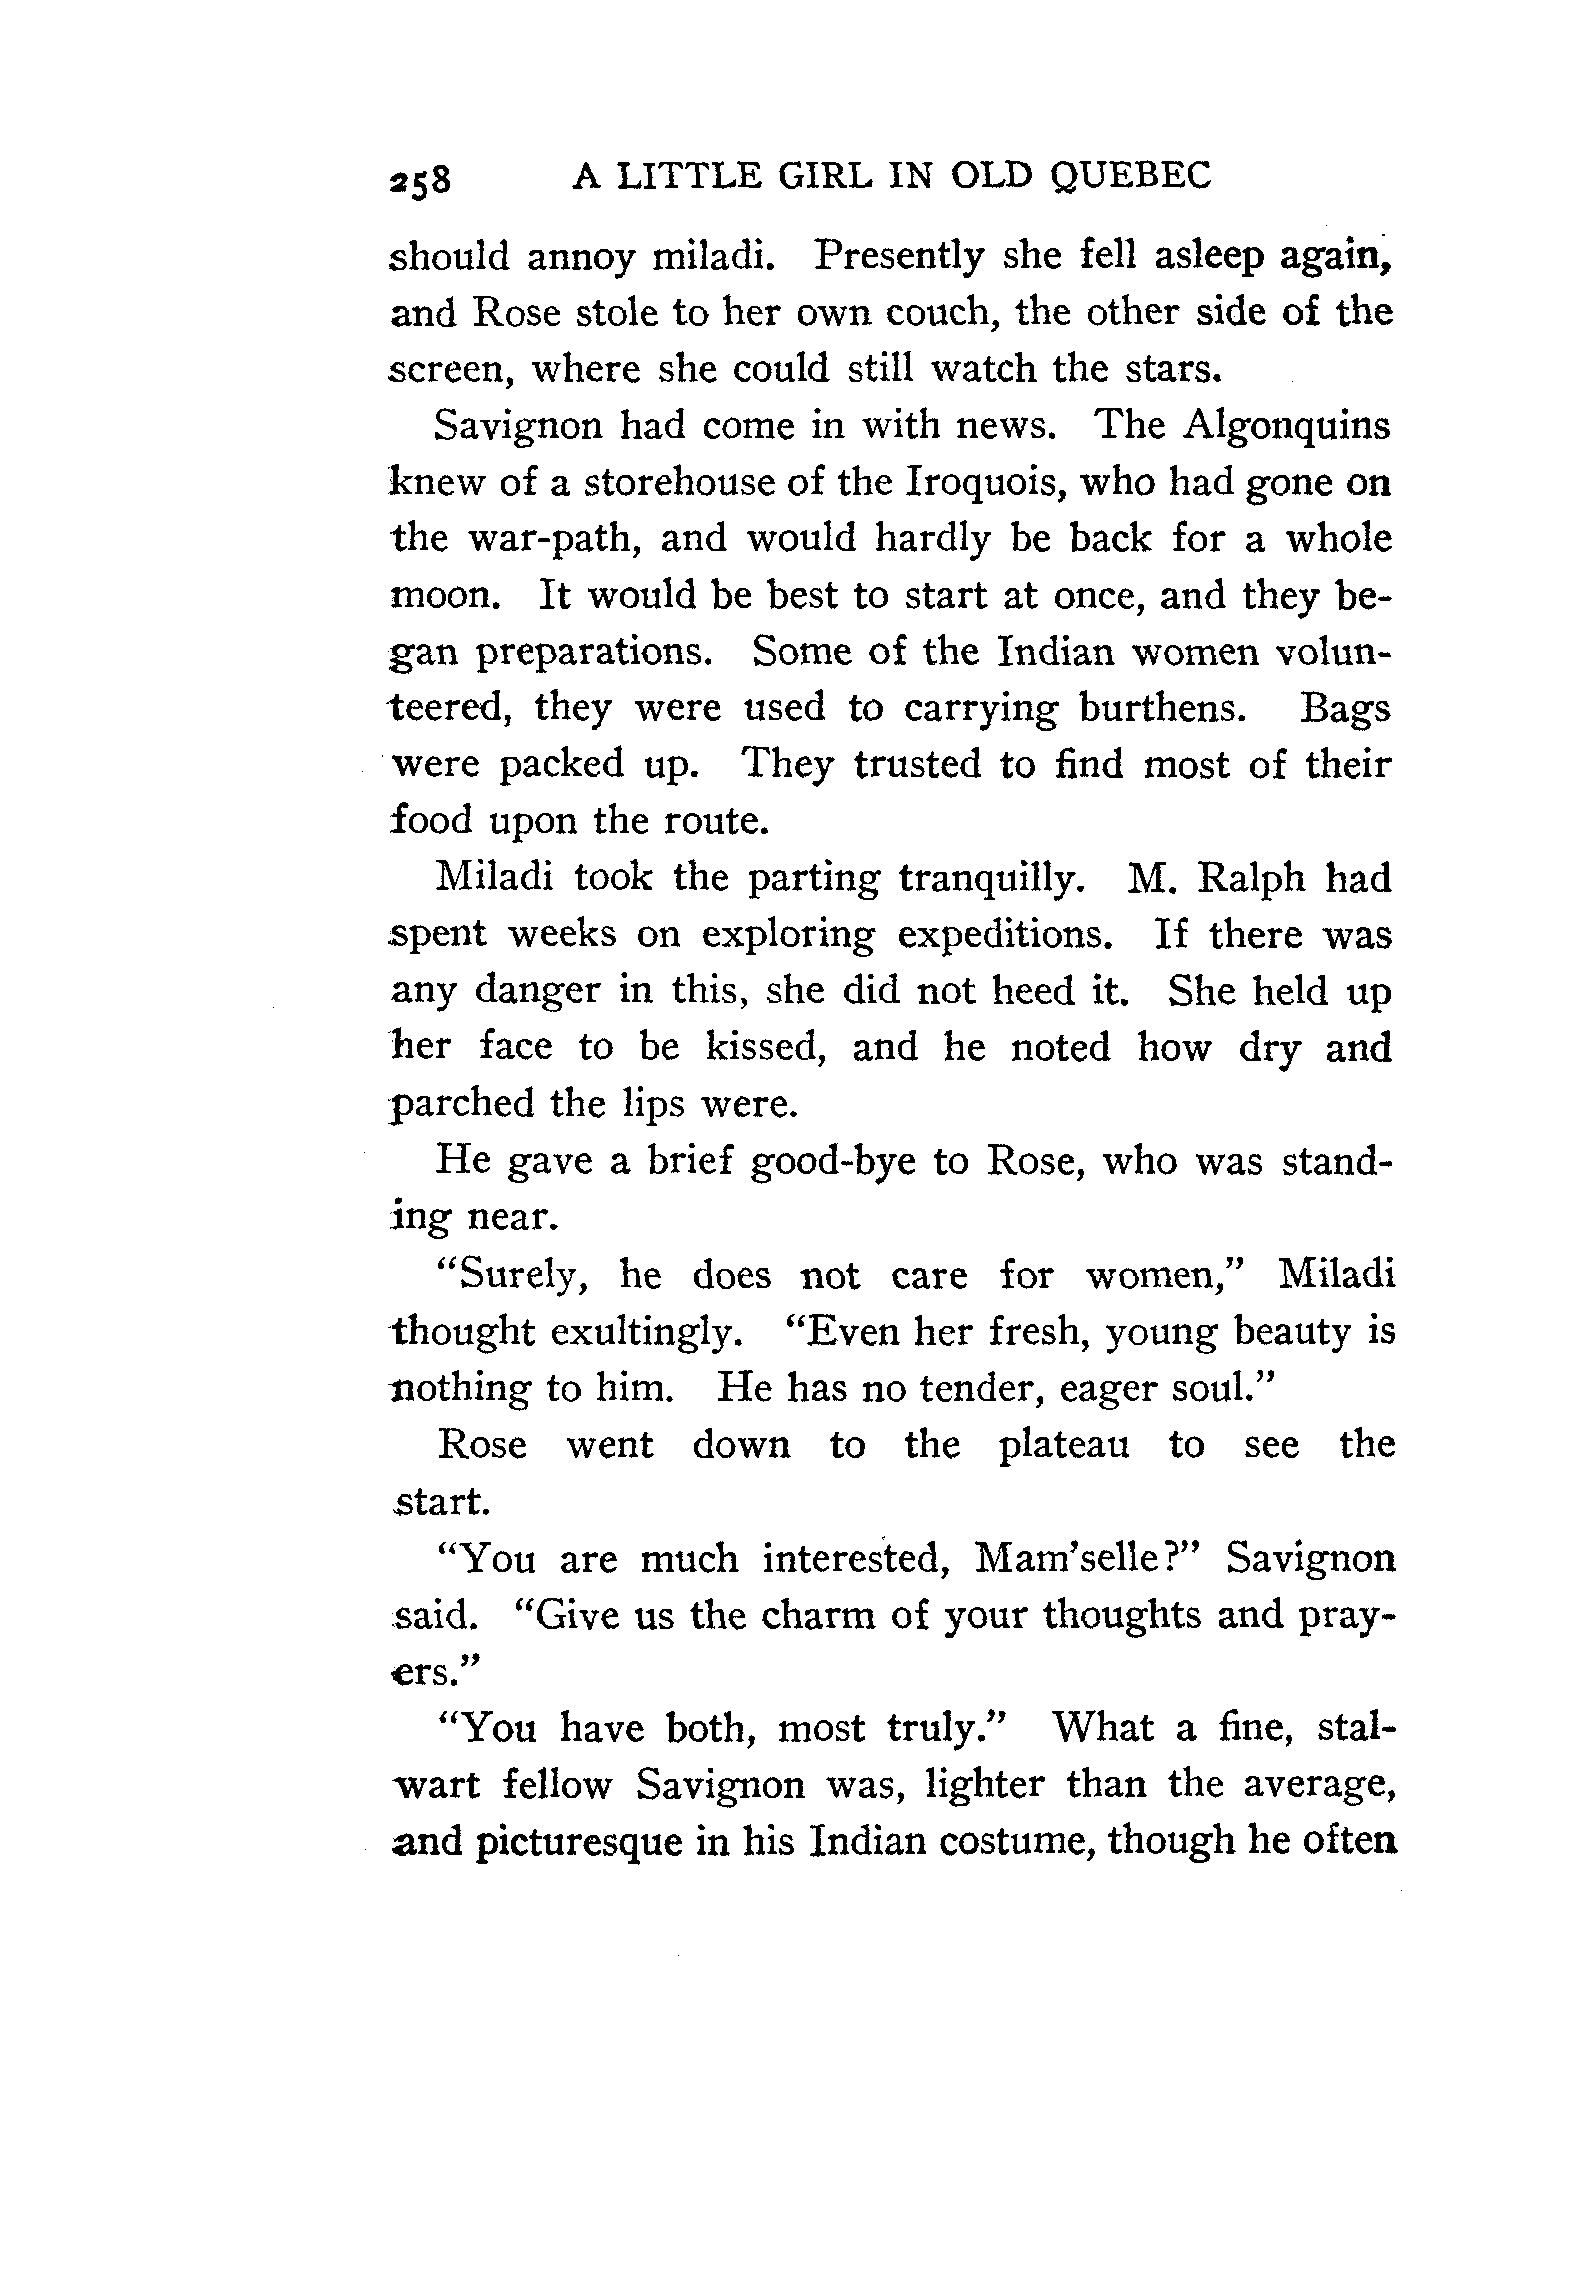 258 A LITTLE GIRL IN OLD QUEBEC
should annoy miladi. Presently she fell asleep again,
and Rose stole to her own couch, the other side of the
screen, where she could still watch the stars.
Savignon had come in with news. The Algonquins
knew of a storehouse of the Iroquois, who had gone on
the war-path, and would hardly be back for a whole
moon. It would be best to start at once, and they be-
gan preparations. Some of the Indian women volun-
teered, they were used to carrying burthens. Bags
were packed up. They trusted to find most of their
food upon the route.
Miladi took the parting tranquilly. M. Ralph had
spent weeks on exploring expeditions. If there was
any danger in this, she did not heed it. She held up
her face to be kissed, and he noted how dry and
parched the lips were.
He gave a brief good-bye to Rose, who was stand-
ing near.
“Surely, he does not care for women,” Miladi
thought exultingly. “Even her fresh, young beauty is
nothing to him. He has no tender, eager soul.”
Rose went down to the plateau to see the
start.
“You are much interested, Mam’selle?” Savignon
said. “Give us the charm of your thoughts and pray-
ers.”
“You have both, most truly.” What a fine, stal-
wart fellow Savignon was, lighter than the average,
and picturesque in his Indian costume, though he often